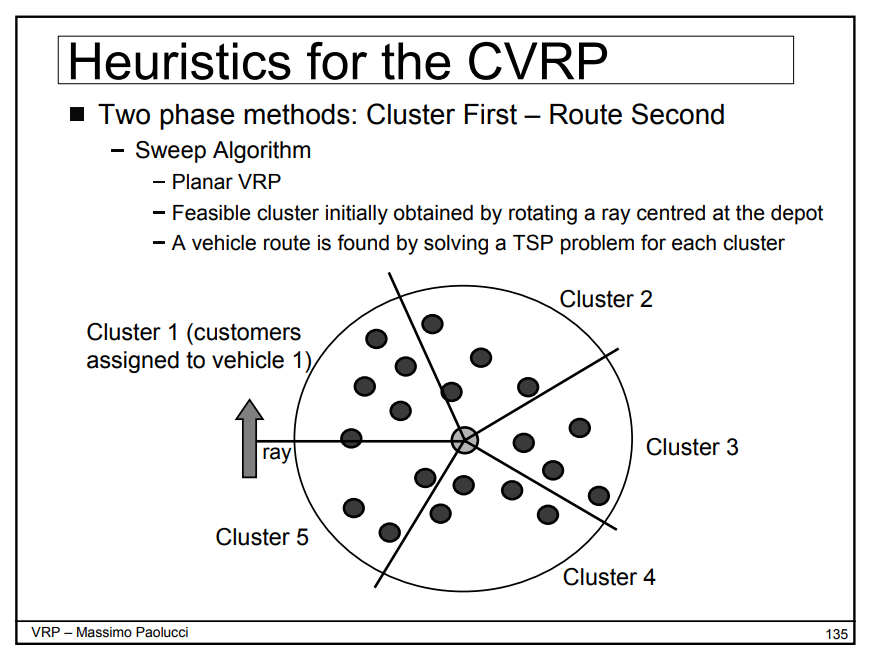 Heuristics for the CVRP
Two phase methods: Cluster First – Route Second
– Sweep Algorithm
– Planar VRP
– Feasible cluster initially obtained by rotating a ray centred at the depot
– A vehicle route is found by solving a TSP problem for each cluster
Cluster 2
Cluster 1 (customers
assigned to vehicle 1)
Cluster 3
ray
Cluster 5
Cluster 4
VRP – Massimo Paolucci
135